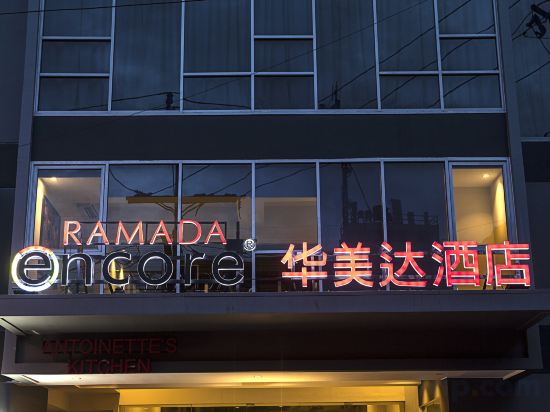 RAMADA
encore® 华美达酒店
ANTOINETTE'S
KITCHEN